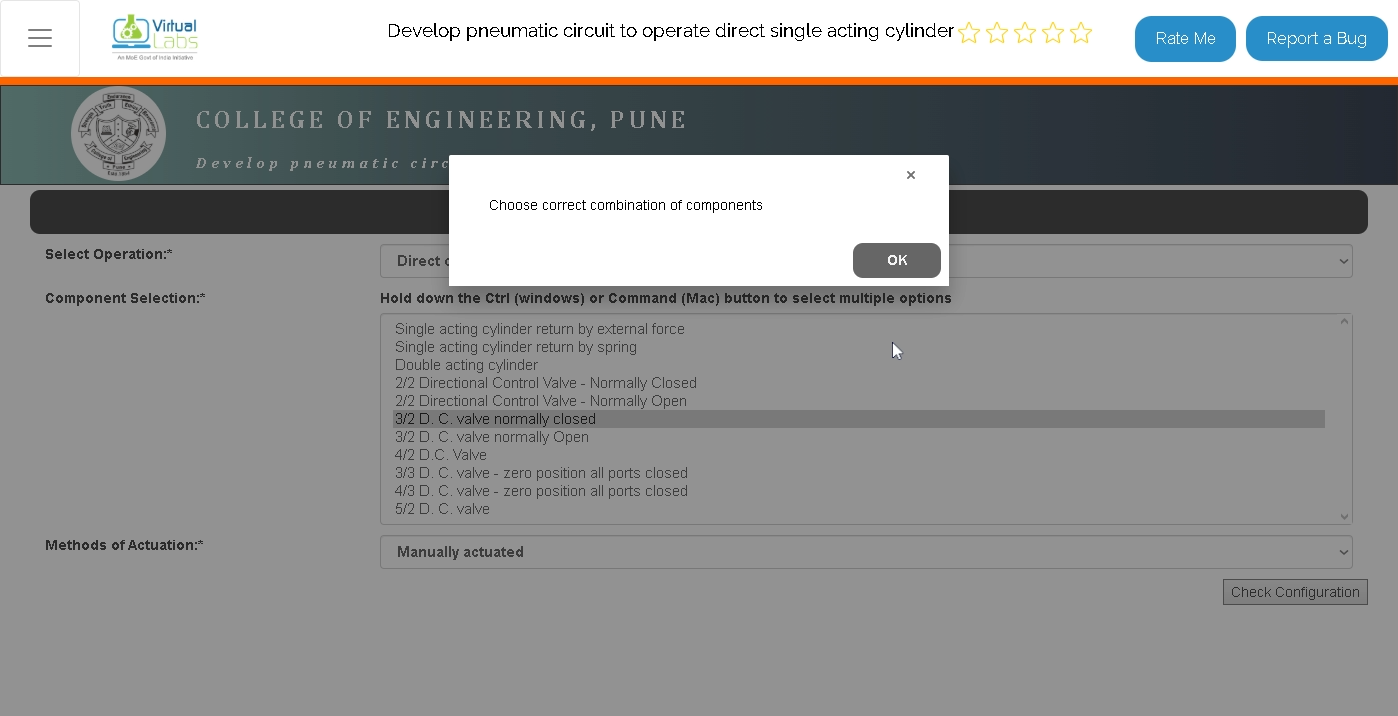 Virtual
Labs
An MoE Govt of India Initiative
Develop pneumatic circuit to operate direct single acting cylinder
Rate Me
Report a Bug
COLLEGE OF ENGINEERING, PUNE
Develop pneumatic circ
×
Choose correct combination of components
OK
Select Operation:*
Direct c
Component Selection:*
Hold down the Ctrl (windows) or Command (Mac) button to select multiple options
Single acting cylinder return by external force
Single acting cylinder return by spring
Double acting cylinder
2/2 Directional Control Valve - Normally Closed
2/2 Directional Control Valve - Normally Open
3/2 D. C. valve normally closed
3/2 D. C. valve normally Open
4/2 D.C. Valve
3/3 D. C. valve - zero position all ports closed
4/3 D. C. valve - zero position all ports closed
5/2 D. C. valve
Methods of Actuation:*
Manually actuated
Check Configuration